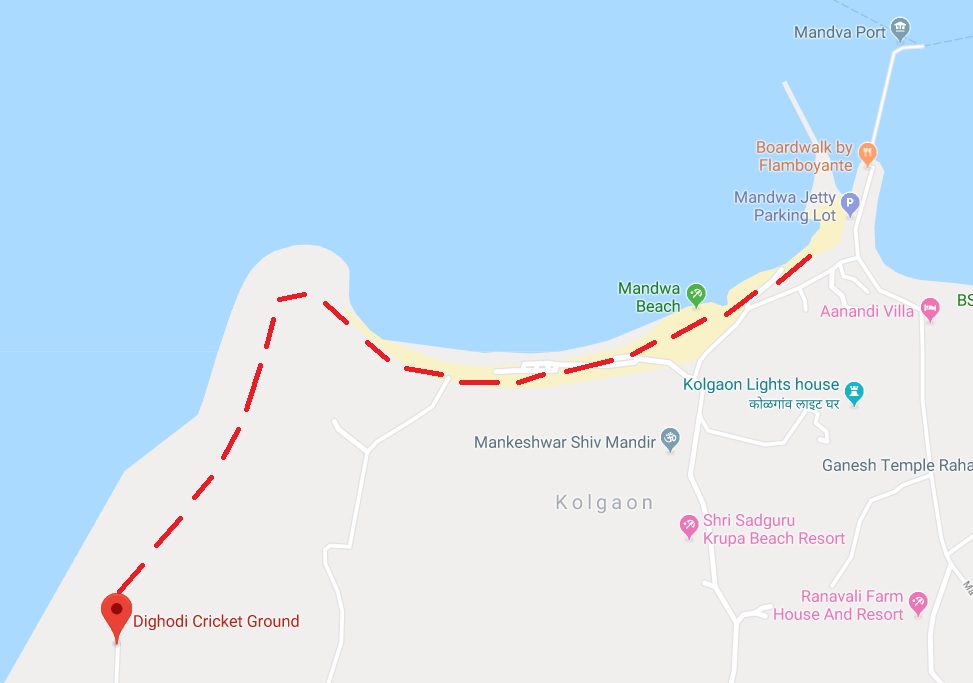 Mandva Port
Boardwalk by
Flamboyante
Mandwa Jetty
Parking Lot
Mandwa
Beach
BS
Aanandi Villa
Kolgaon Lights house
कोळगांव लाइट घर
Mankeshwar Shiv Mandir
Ganesh Temple Raha
Kolgaon
Shri Sadguru
Krupa Beach Resort
Ranavali Farm
House And Resort
Dighodi Cricket Ground